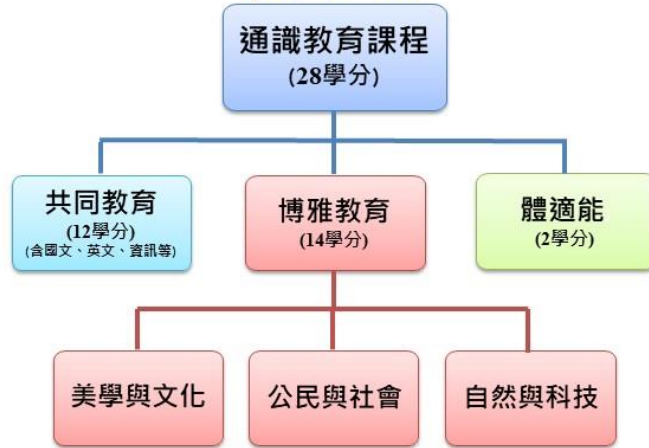 通識教育課程
(28學分)
共同教育
(12學分)
(含國文、英文、資訊等)
博雅教育
(14學分)
體適能
(2學分)
美學與文化
公民與社會
自然與科技